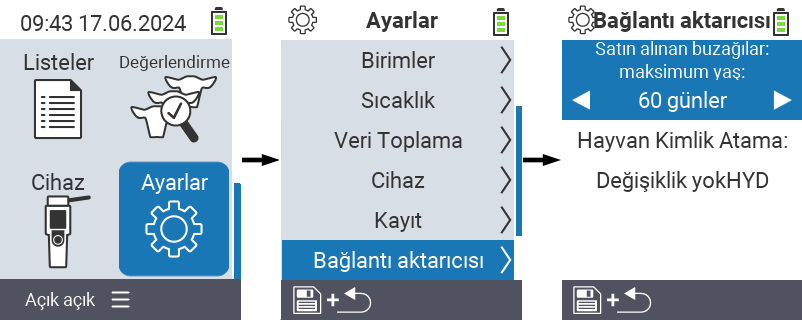 09:43 17.06.2024
Listeler
Değerlendirme
Cihaz
Ayarlar
Açık açık
Ayarlar
Birimler
Sıcaklık
Veri Toplama
Cihaz
Kayıt
Bağlantı aktarıcısı
+
Bağlantı aktarıcısı
Satın alınan buzağılar:
maksimum yaş:
60 günler
Hayvan Kimlik Atama:
Değişiklik yokHYD
+